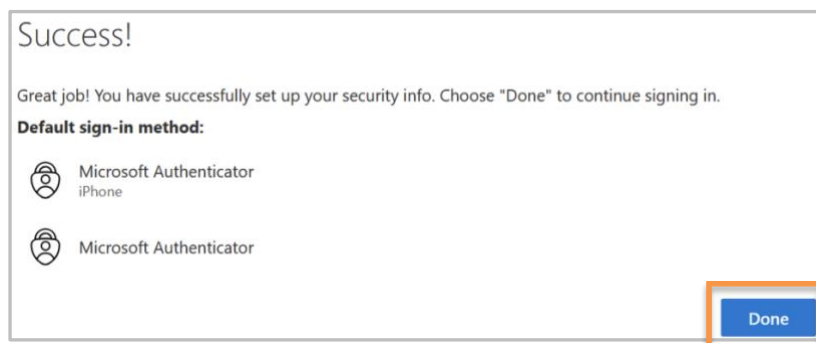 Success!
Great job! You have successfully set up your security info. Choose "Done" to continue signing in.
Default sign-in method:
Microsoft Authenticator
iPhone
Microsoft Authenticator
Done